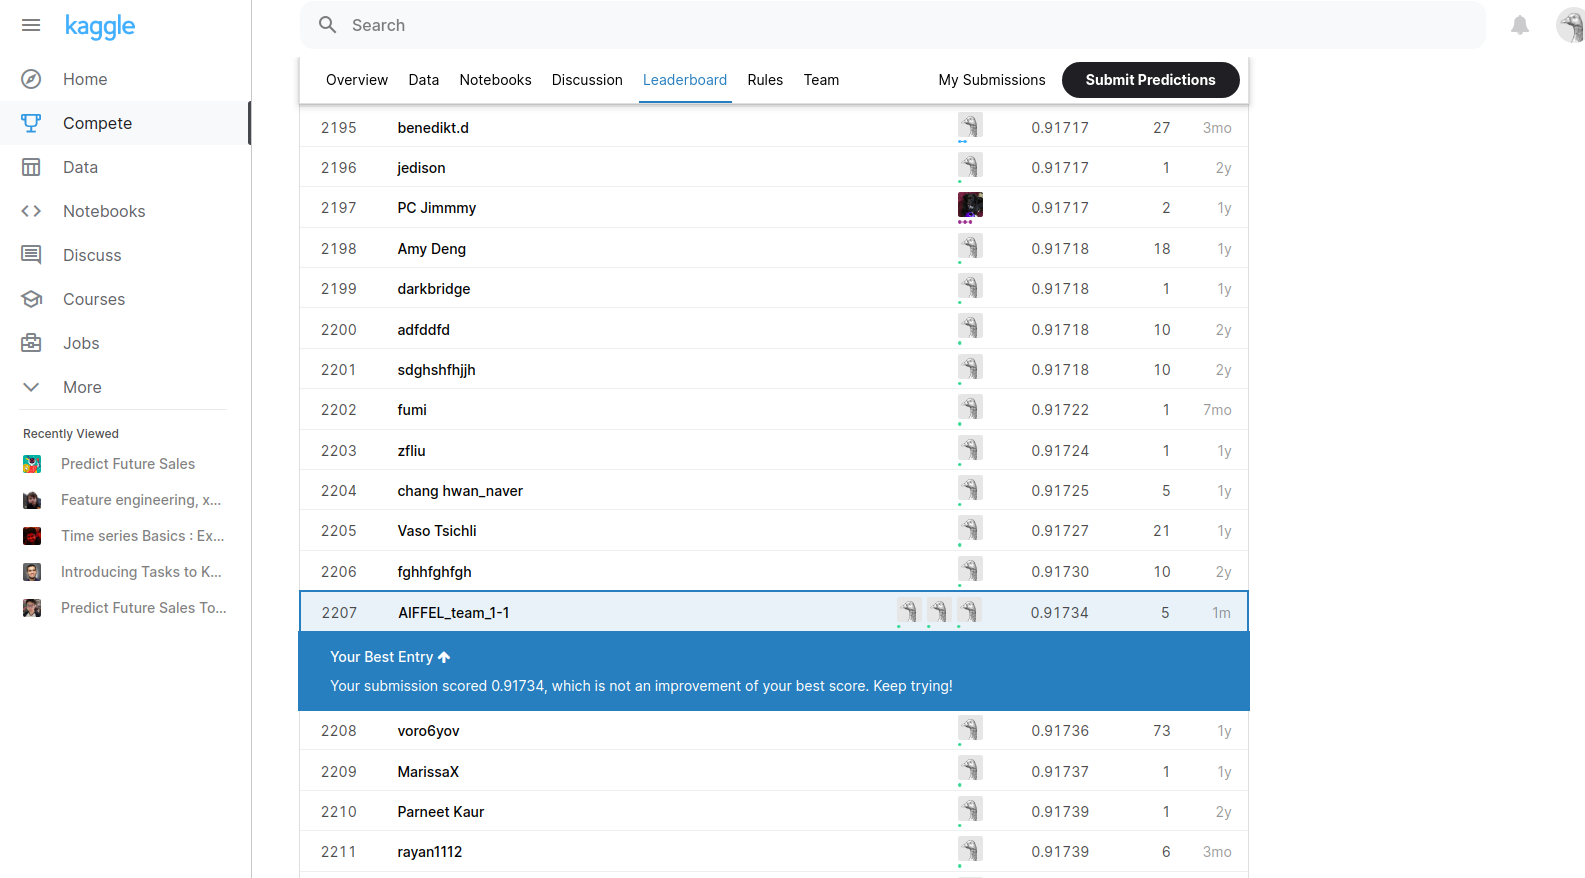 kaggle
Search
Home
Compete
Data
Notebooks
Discuss
Courses
Jobs
More
Recently Viewed
Predict Future Sales
Feature engineering, x...
Time series Basics : Ex...
Introducing Tasks to K...
Predict Future Sales To...
Overview Data Notebooks Discussion Leaderboard Rules Team My Submissions Submit Predictions
2195 benedikt.d 0.91717 27 3mo
2196 jedison 0.91717 1 2y
2197 PC Jimmmy 0.91717 2 1y
2198 Amy Deng 0.91718 18 1y
2199 darkbridge 0.91718 1 1y
2200 adfddfd 0.91718 10 2y
2201 sdghshfhjjh 0.91718 10 2y
2202 fumi 0.91722 1 7mo
2203 zfliu 0.91724 1 1y
2204 chang hwan_naver 0.91725 5 1y
2205 Vaso Tsichli 0.91727 21 1y
2206 fghhfghfgh 0.91730 10 2y
2207 AIFFEL_team_1-1 0.91734 5 1m
Your Best Entry
Your submission scored 0.91734, which is not an improvement of your best score. Keep trying!
2208 voro6yov 0.91736 73 1y
2209 MarissaX 0.91737 1 1y
2210 Parneet Kaur 0.91739 1 2y
2211 rayan1112 0.91739 6 3mo